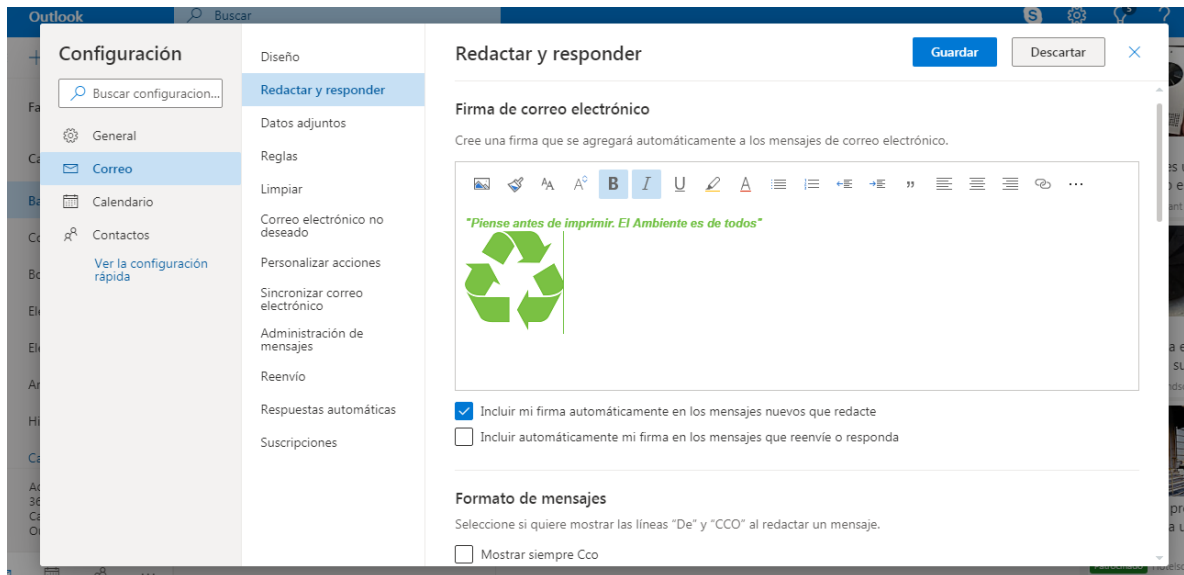 Outlook
Buscar
Configuración
Buscar configuracion...
General
Correo
Calendario
Contactos
Ver la configuración
rápida
Diseño
Redactar y responder
Datos adjuntos
Reglas
Limpiar
Correo electrónico no
deseado
Personalizar acciones
Sincronizar correo
electrónico
Administración de
mensajes
Reenvío
Respuestas automáticas
Suscripciones
Redactar y responder
Guardar
Descartar
Firma de correo electrónico
Cree una firma que se agregará automáticamente a los mensajes de correo electrónico.
"Piense antes de imprimir. El Ambiente es de todos"
Incluir mi firma automáticamente en los mensajes nuevos que redacte
Incluir automáticamente mi firma en los mensajes que reenvíe o responda
Formato de mensajes
Seleccione si quiere mostrar las líneas “De” y “CCO” al redactar un mensaje.
Mostrar siempre Cco